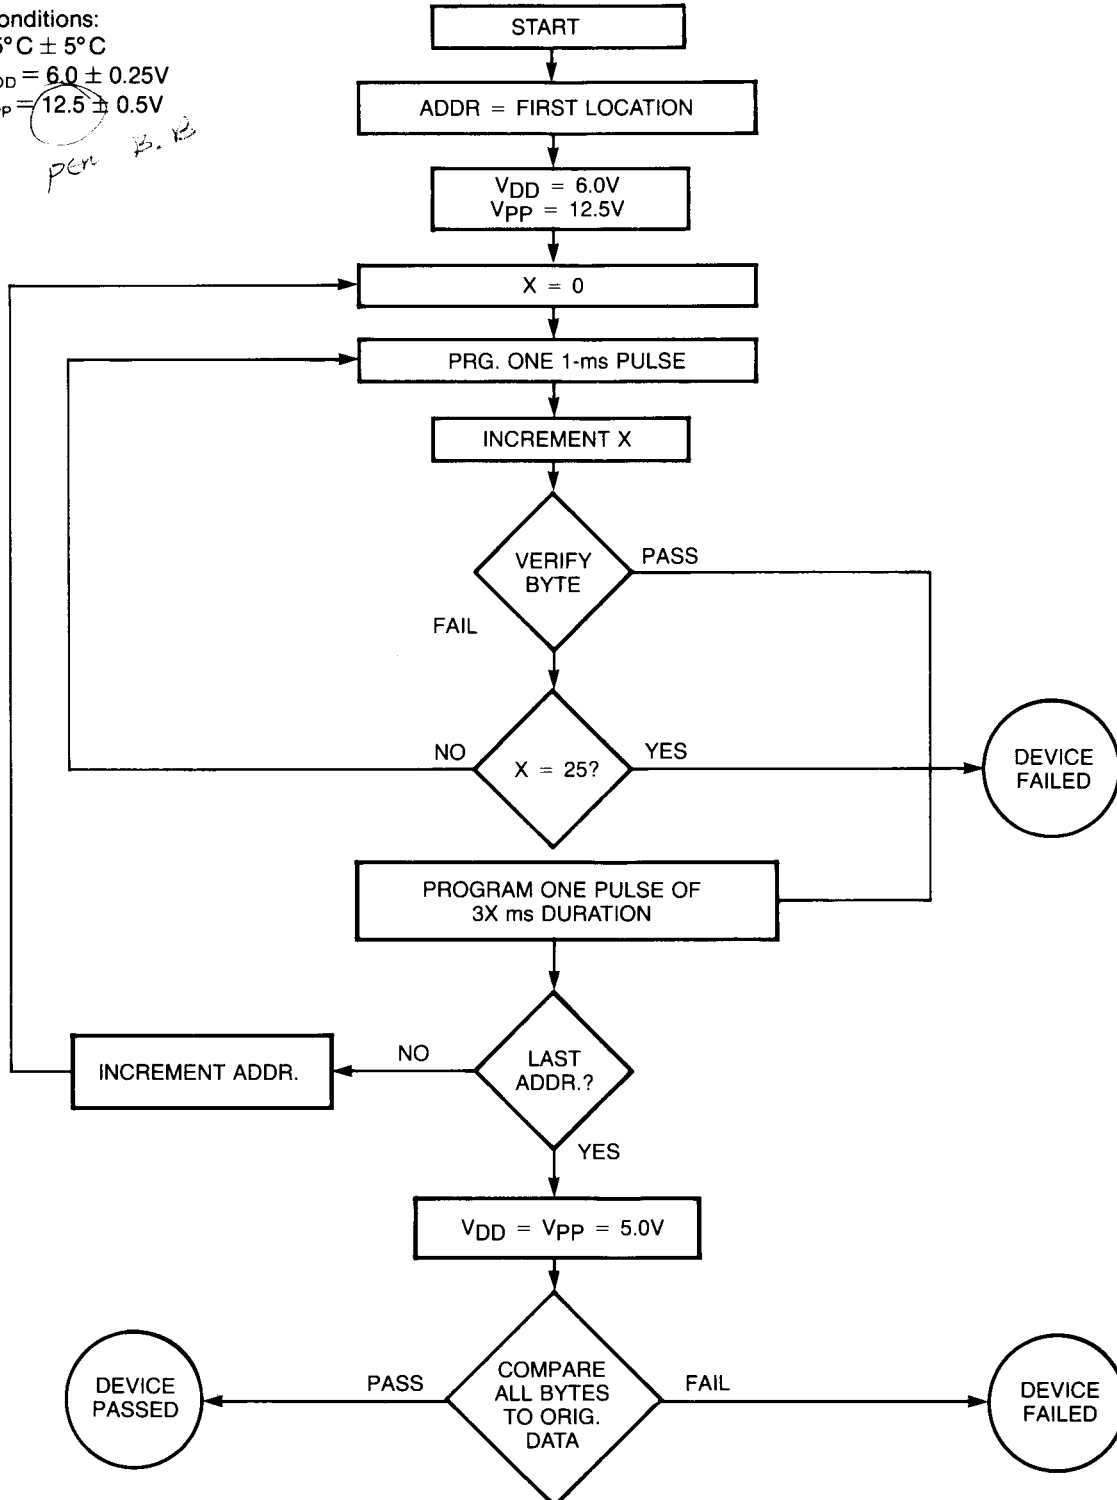 onditions:
5°C ± 5°C
DD = 6.0 ± 0.25V
P = 12.5 ± 0.5V
per B.B
START
ADDR = FIRST LOCATION
VDD = 6.0V
VPP = 12.5V
X = 0
PRG. ONE 1-ms PULSE
INCREMENT X
VERIFY
BYTE
PASS
FAIL
NO
X = 25?
YES
DEVICE
FAILED
PROGRAM ONE PULSE OF
3X ms DURATION
INCREMENT ADDR.
NO
LAST
ADDR.?
YES
VDD = VPP = 5.0V
DEVICE
PASSED
PASS
COMPARE
ALL BYTES
TO ORIG.
DATA
FAIL
DEVICE
FAILED